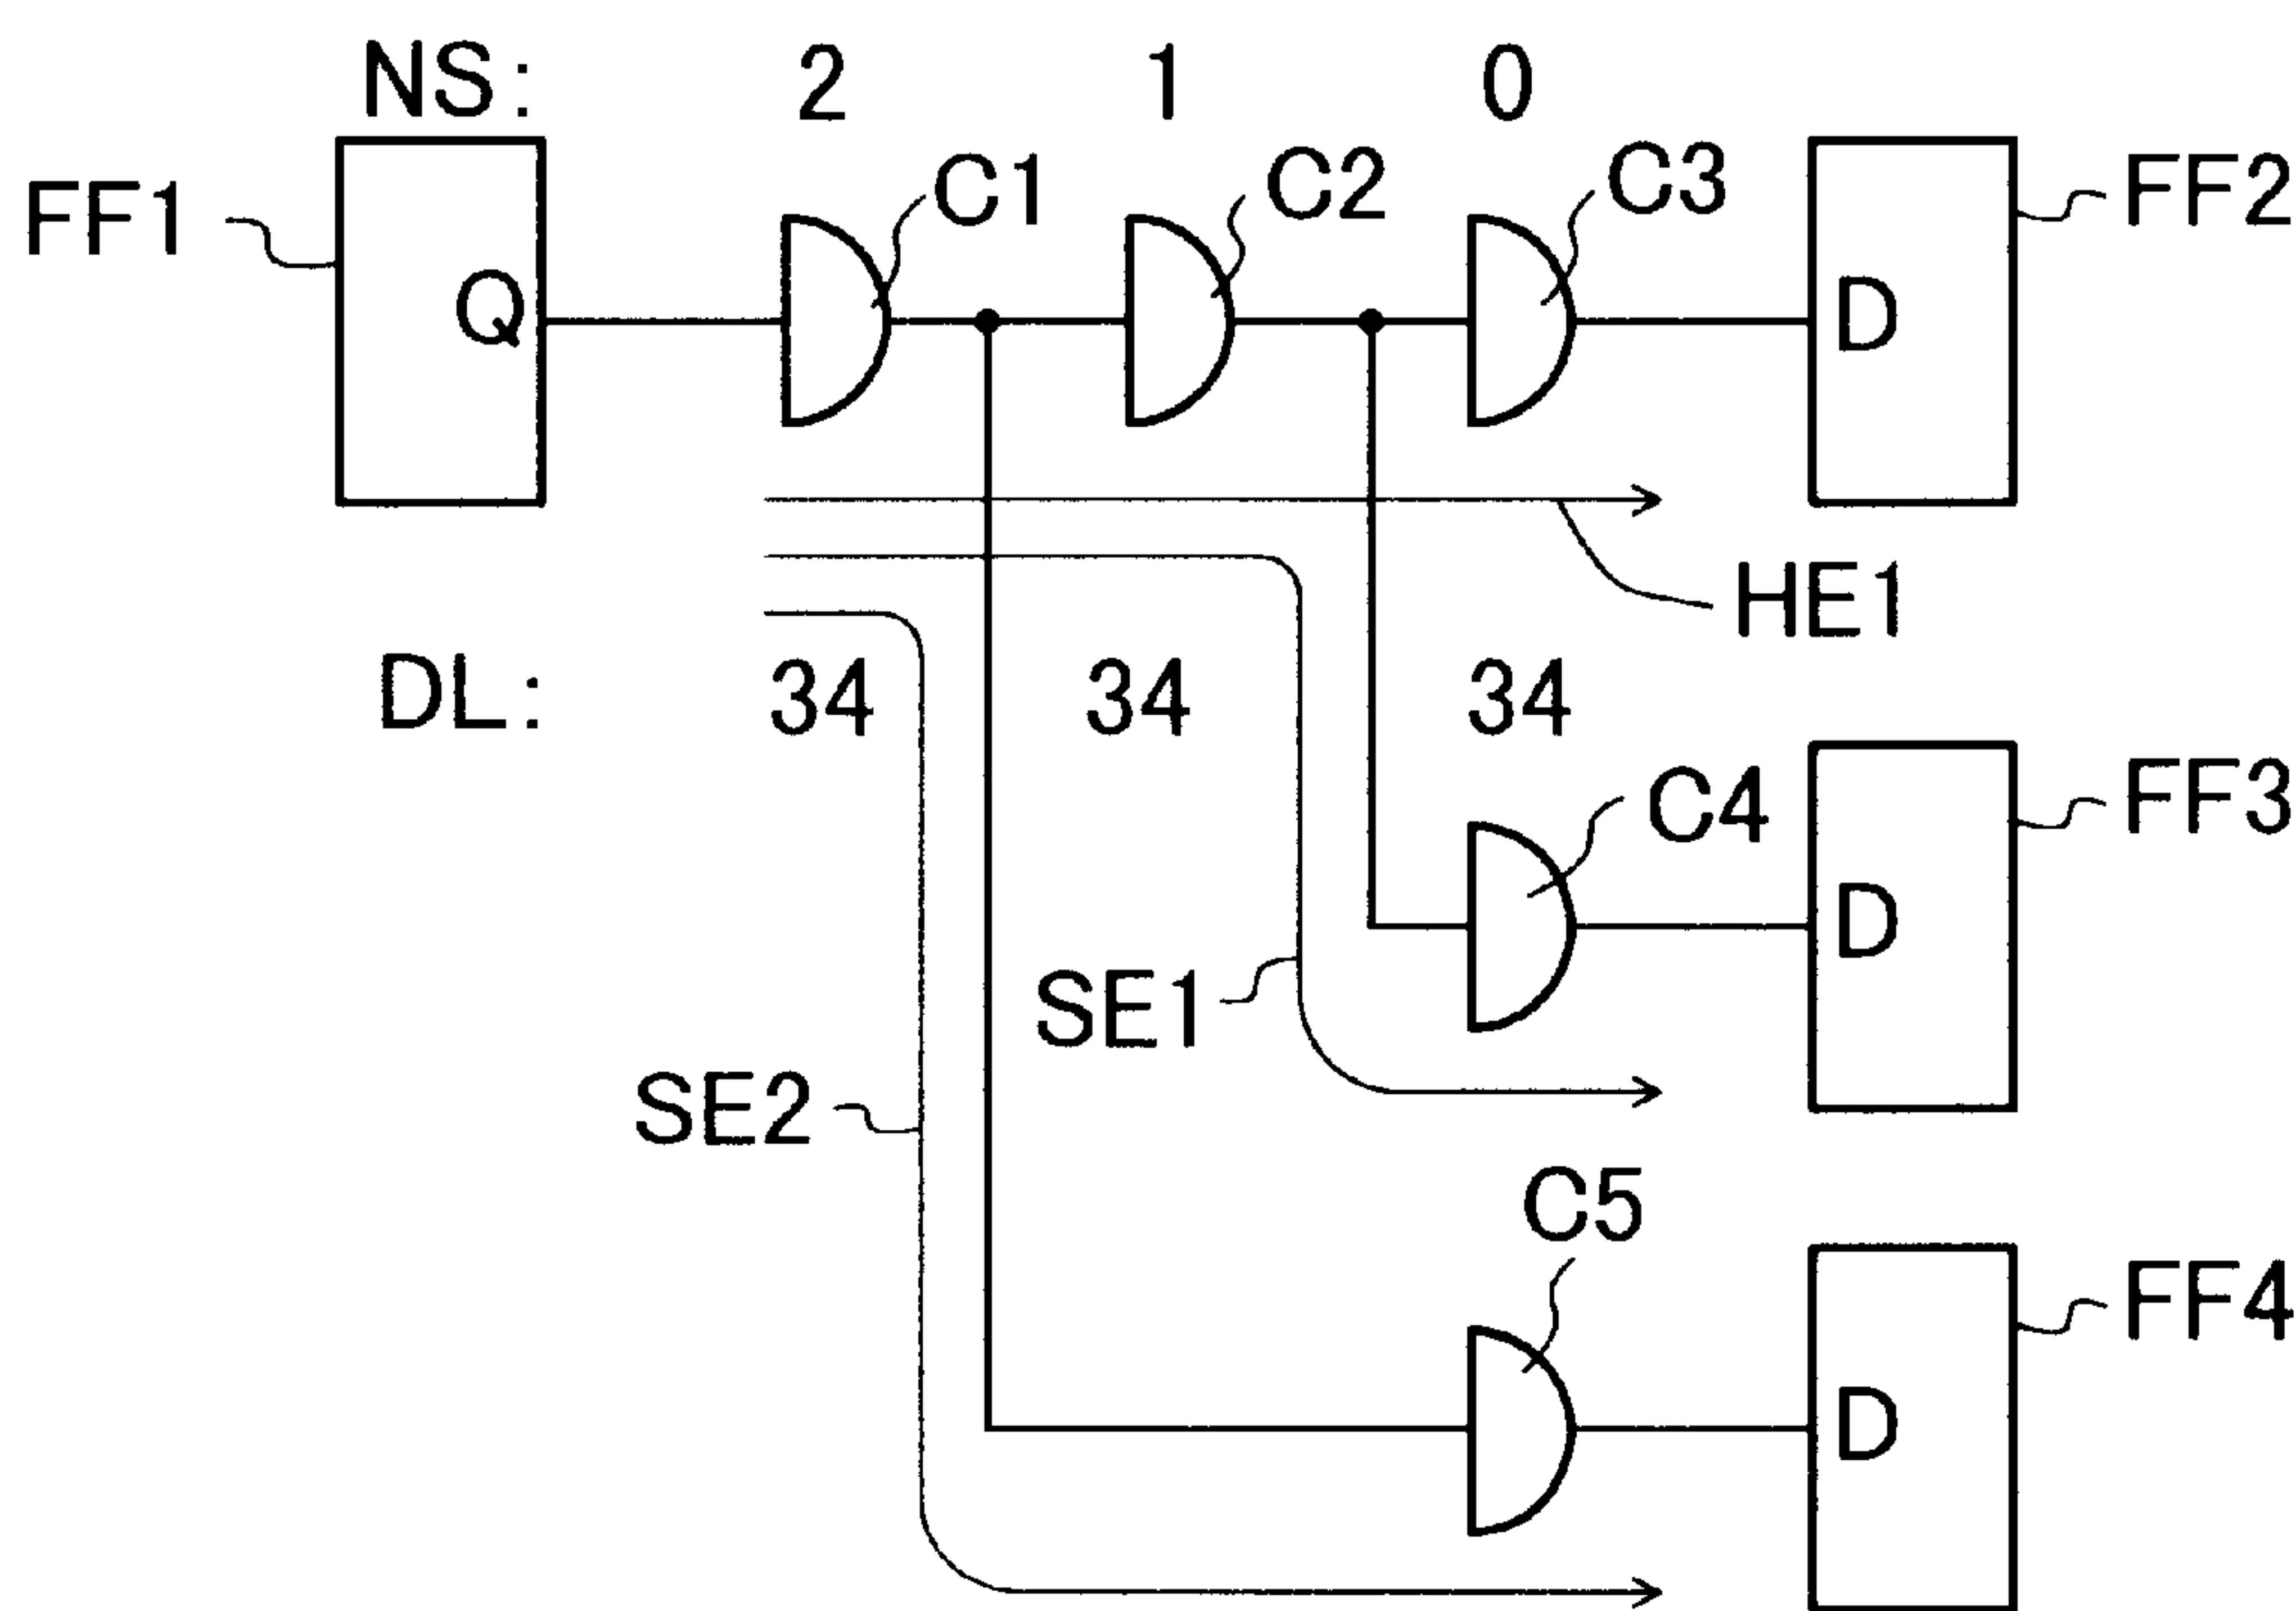 NS: 2 1 0
FF1 C1 C2 C3 FF2
Q D
HE1
DL: 34 34 34
C4 FF3
D
SE1
SE2
C5
FF4
D